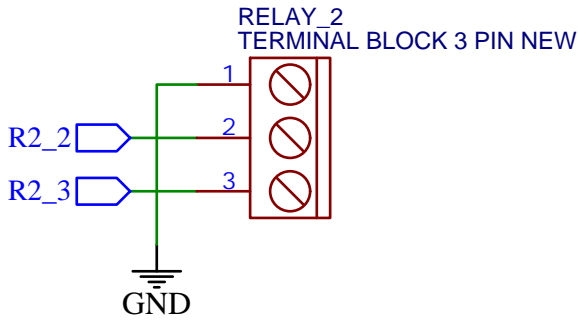 RELAY_2
TERMINAL BLOCK 3 PIN NEW
1
R2_2 2
R2_3 3
GND